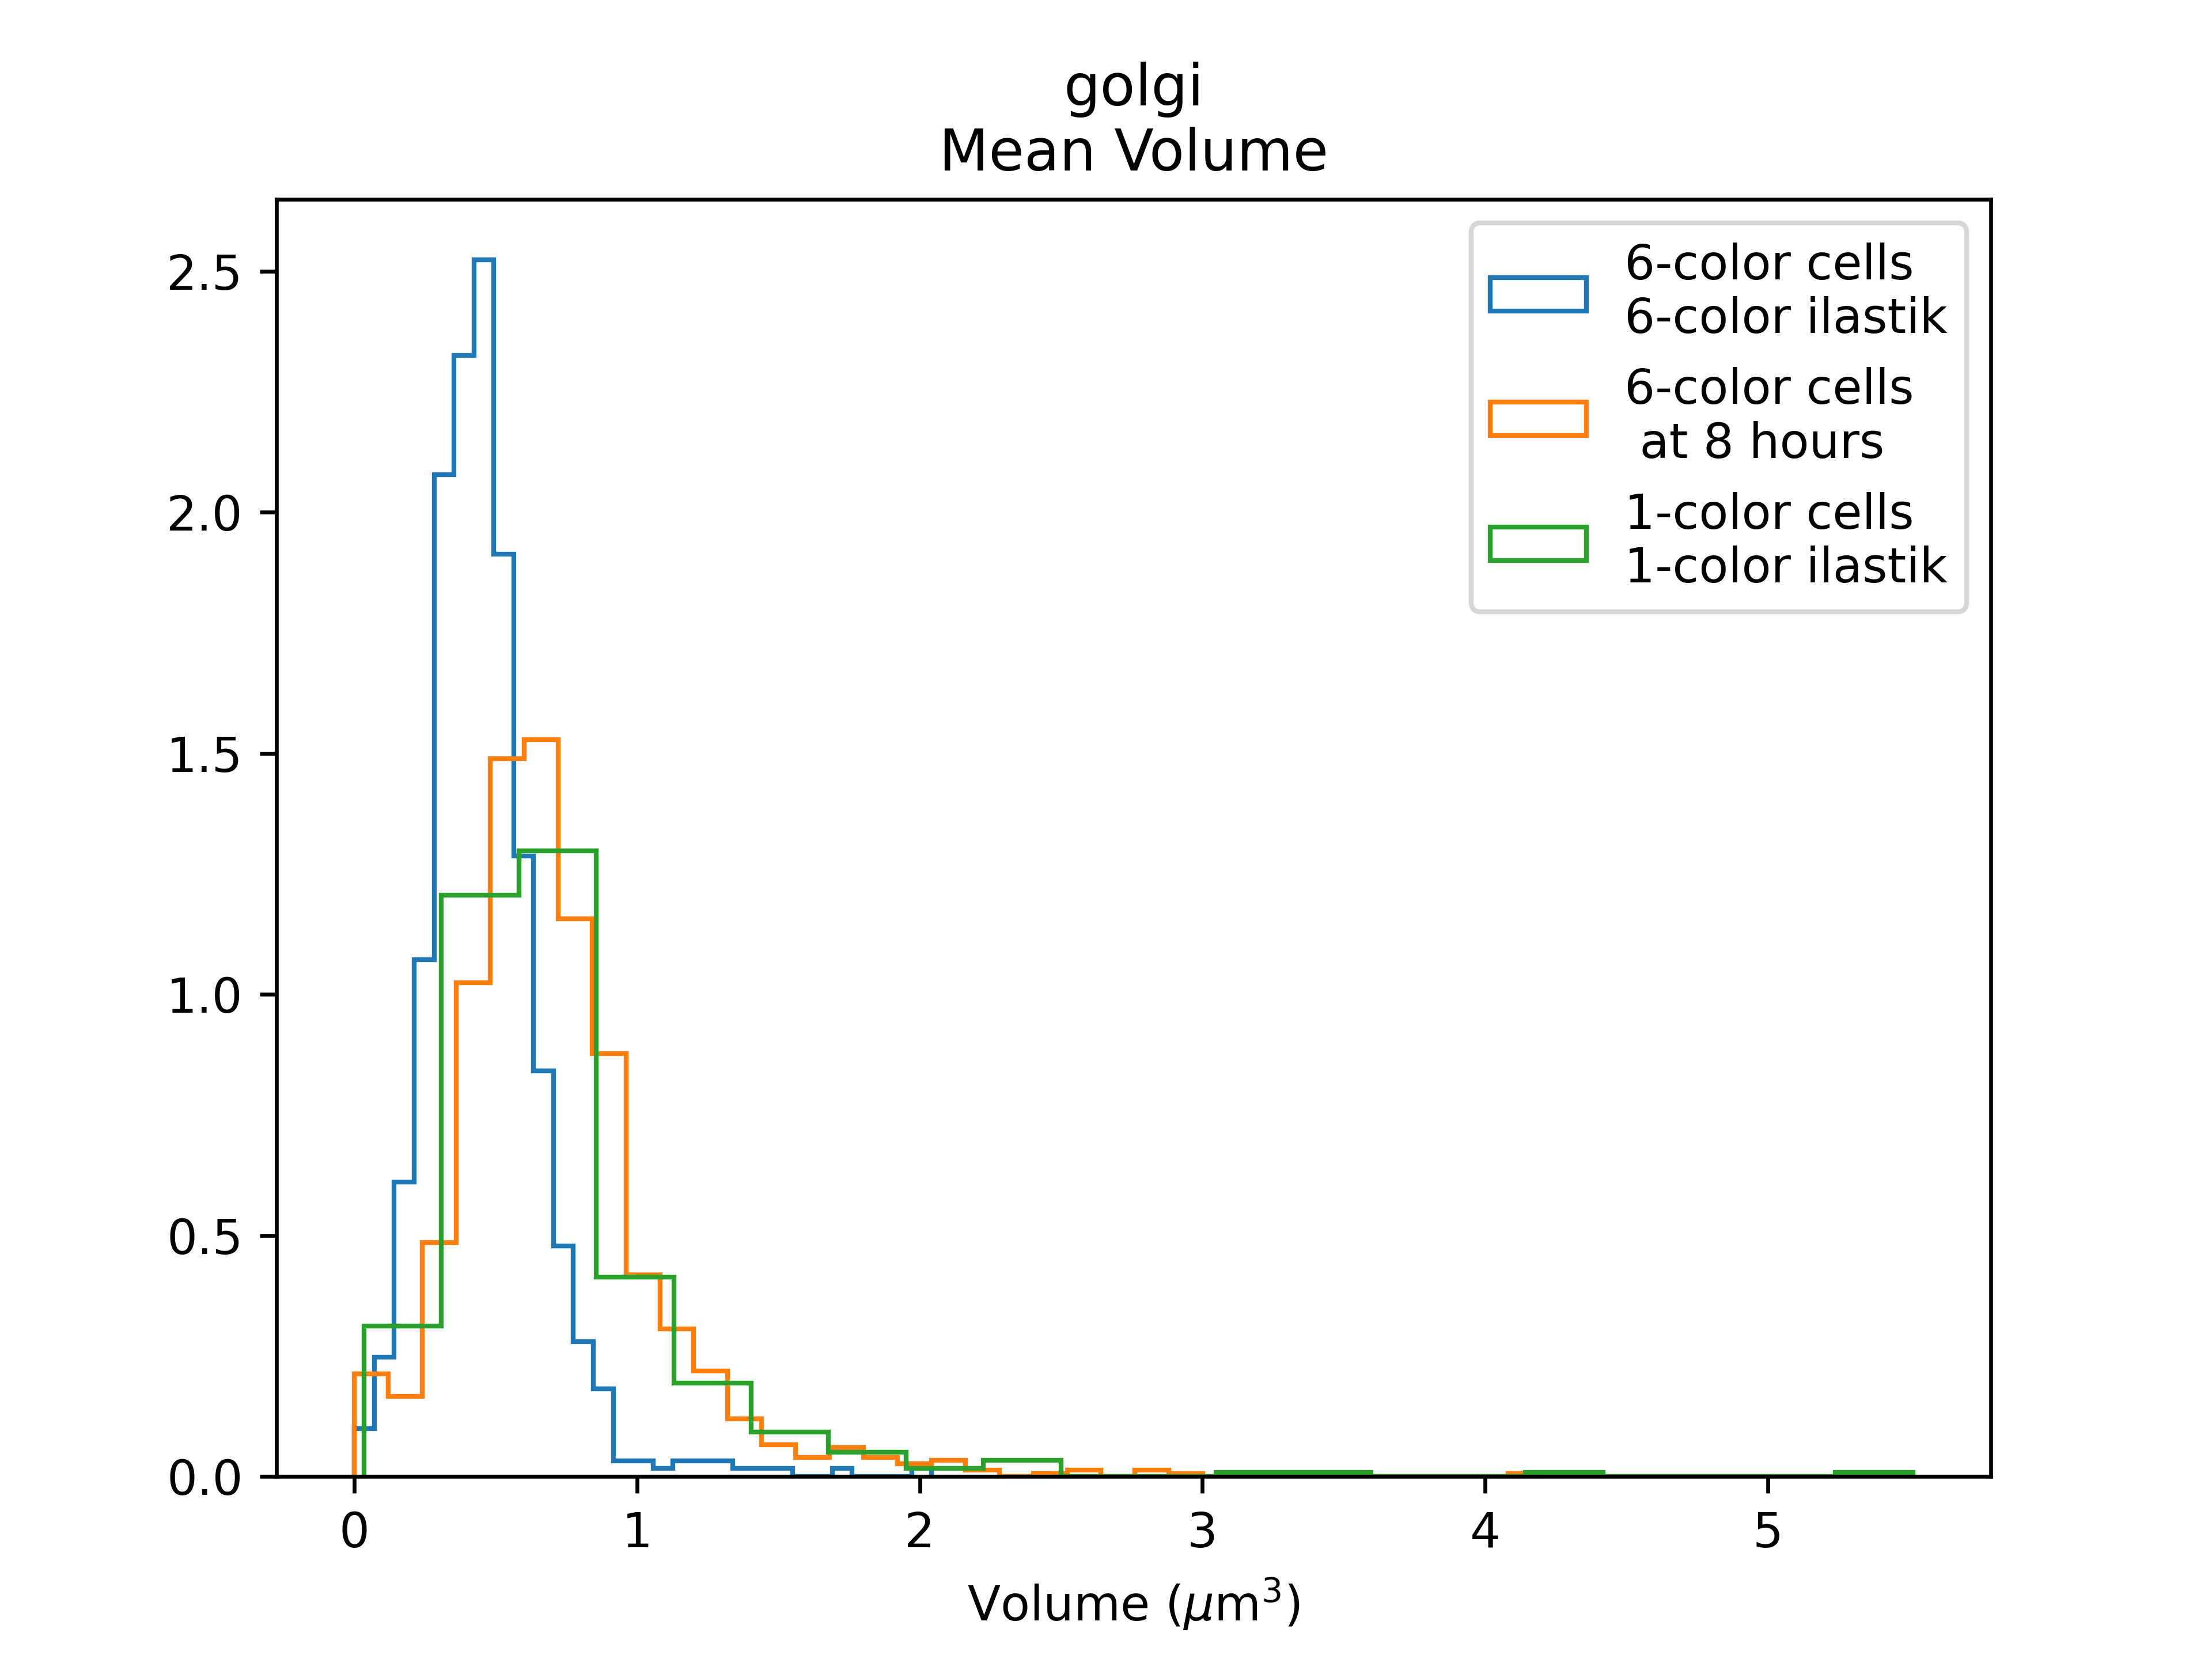 golgi
Mean Volume
2.5
2.0
1.5
1.0
0.5
0.0
6-color cells
6-color ilastik
6-color cells
at 8 hours
1-color cells
1-color ilastik
0 1 2 3 4 5
Volume (μm³)